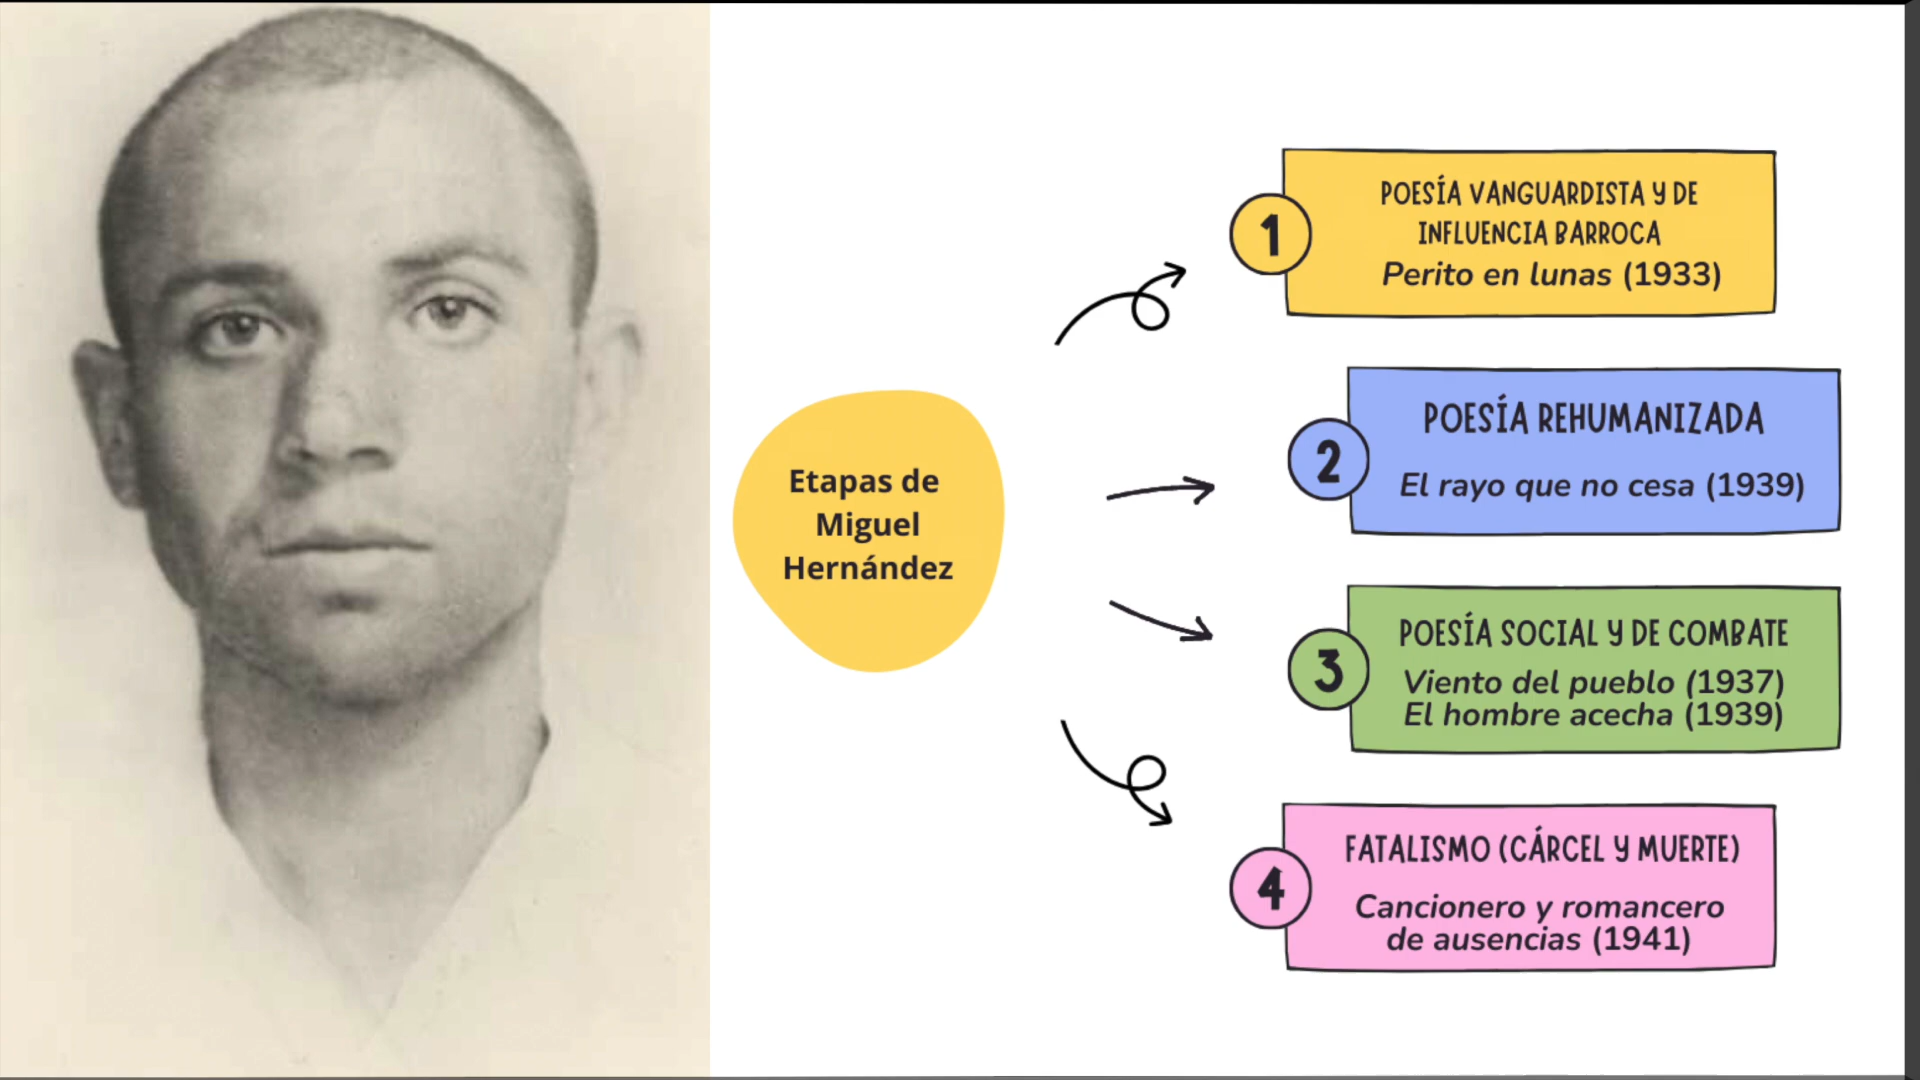 Etapas de
Miguel
Hernández
1
POESÍA VANGUARDISTA Y DE
INFLUENCIA BARROCA
Perito en lunas (1933)
2
POESÍA REHUMANIZADA
El rayo que no cesa (1939)
3
POESÍA SOCIAL Y DE COMBATE
Viento del pueblo (1937)
El hombre acecha (1939)
4
FATALISMO (CÁRCEL Y MUERTE)
Cancionero y romancero
de ausencias (1941)